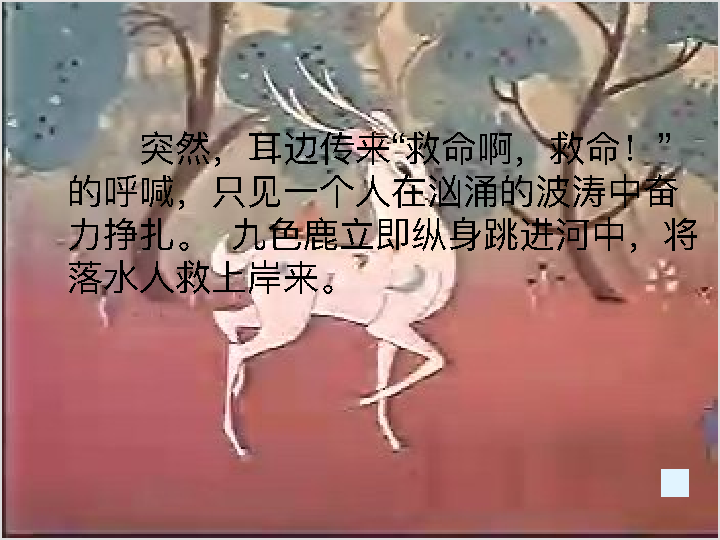 突然，耳边传来“救命啊，救命！”
的呼喊，只见一个人在汹涌的波涛中奋
力挣扎。 九色鹿立即纵身跳进河中，将
落水人救上岸来。